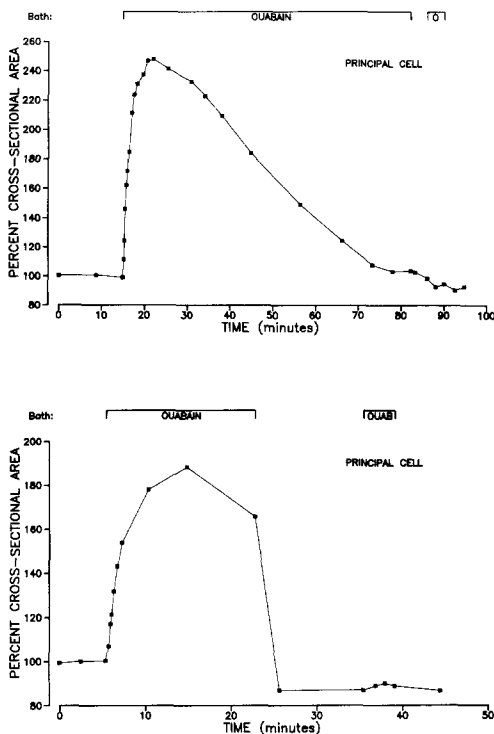 Bath: OUABAIN O
PRINCIPAL CELL
PERCENT CROSS-SECTIONAL AREA
260
240
220
200
180
160
140
120
100
80
0 10 20 30 40 50 60 70 80 90 100
TIME (minutes)
Bath: OUABAIN OUAB
PRINCIPAL CELL
PERCENT CROSS-SECTIONAL AREA
200
180
160
140
120
100
80
0 10 20 30 40 50
TIME (minutes)